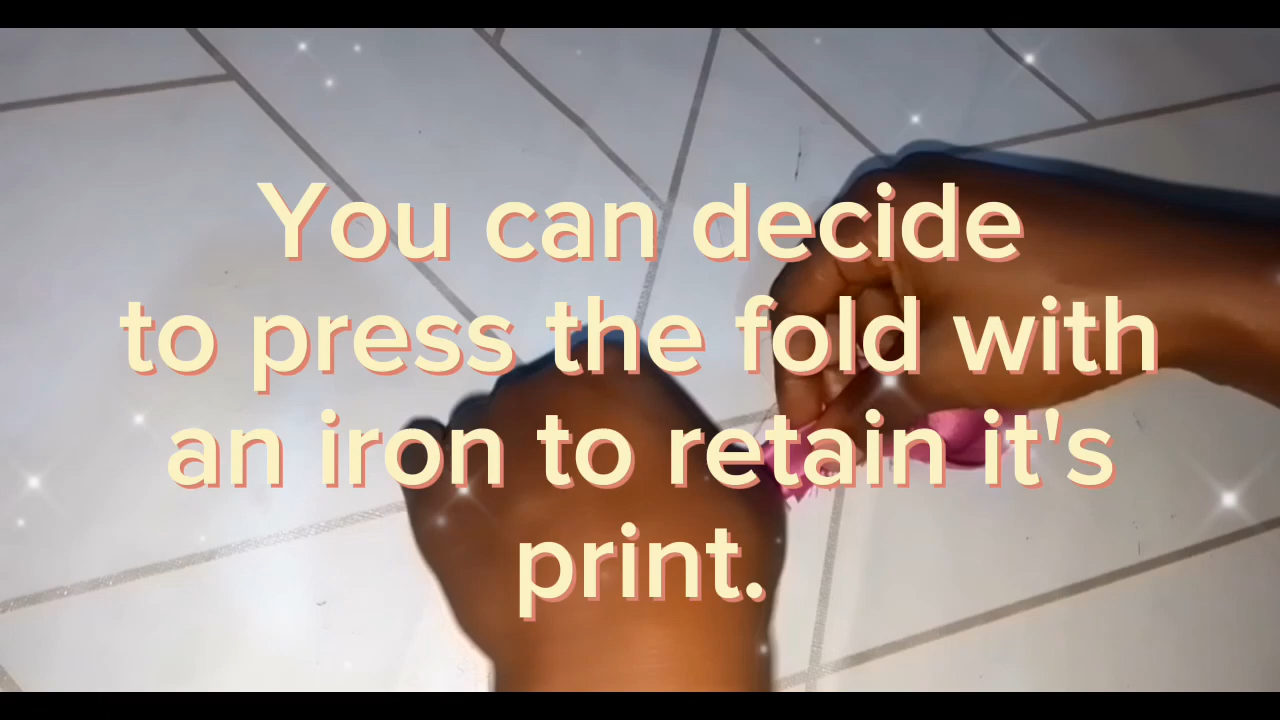 You can decide
to press the fold with
an iron to retain it's
print.